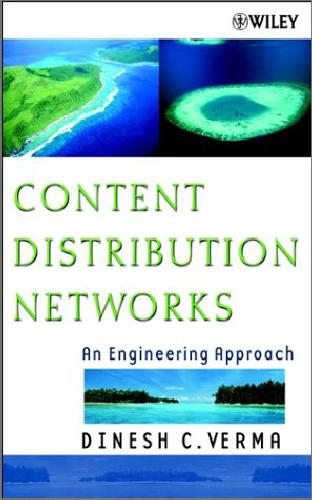 WILEY
CONTENT
DISTRIBUTION
NETWORKS
An Engineering Approach
DINESH C. VERMA